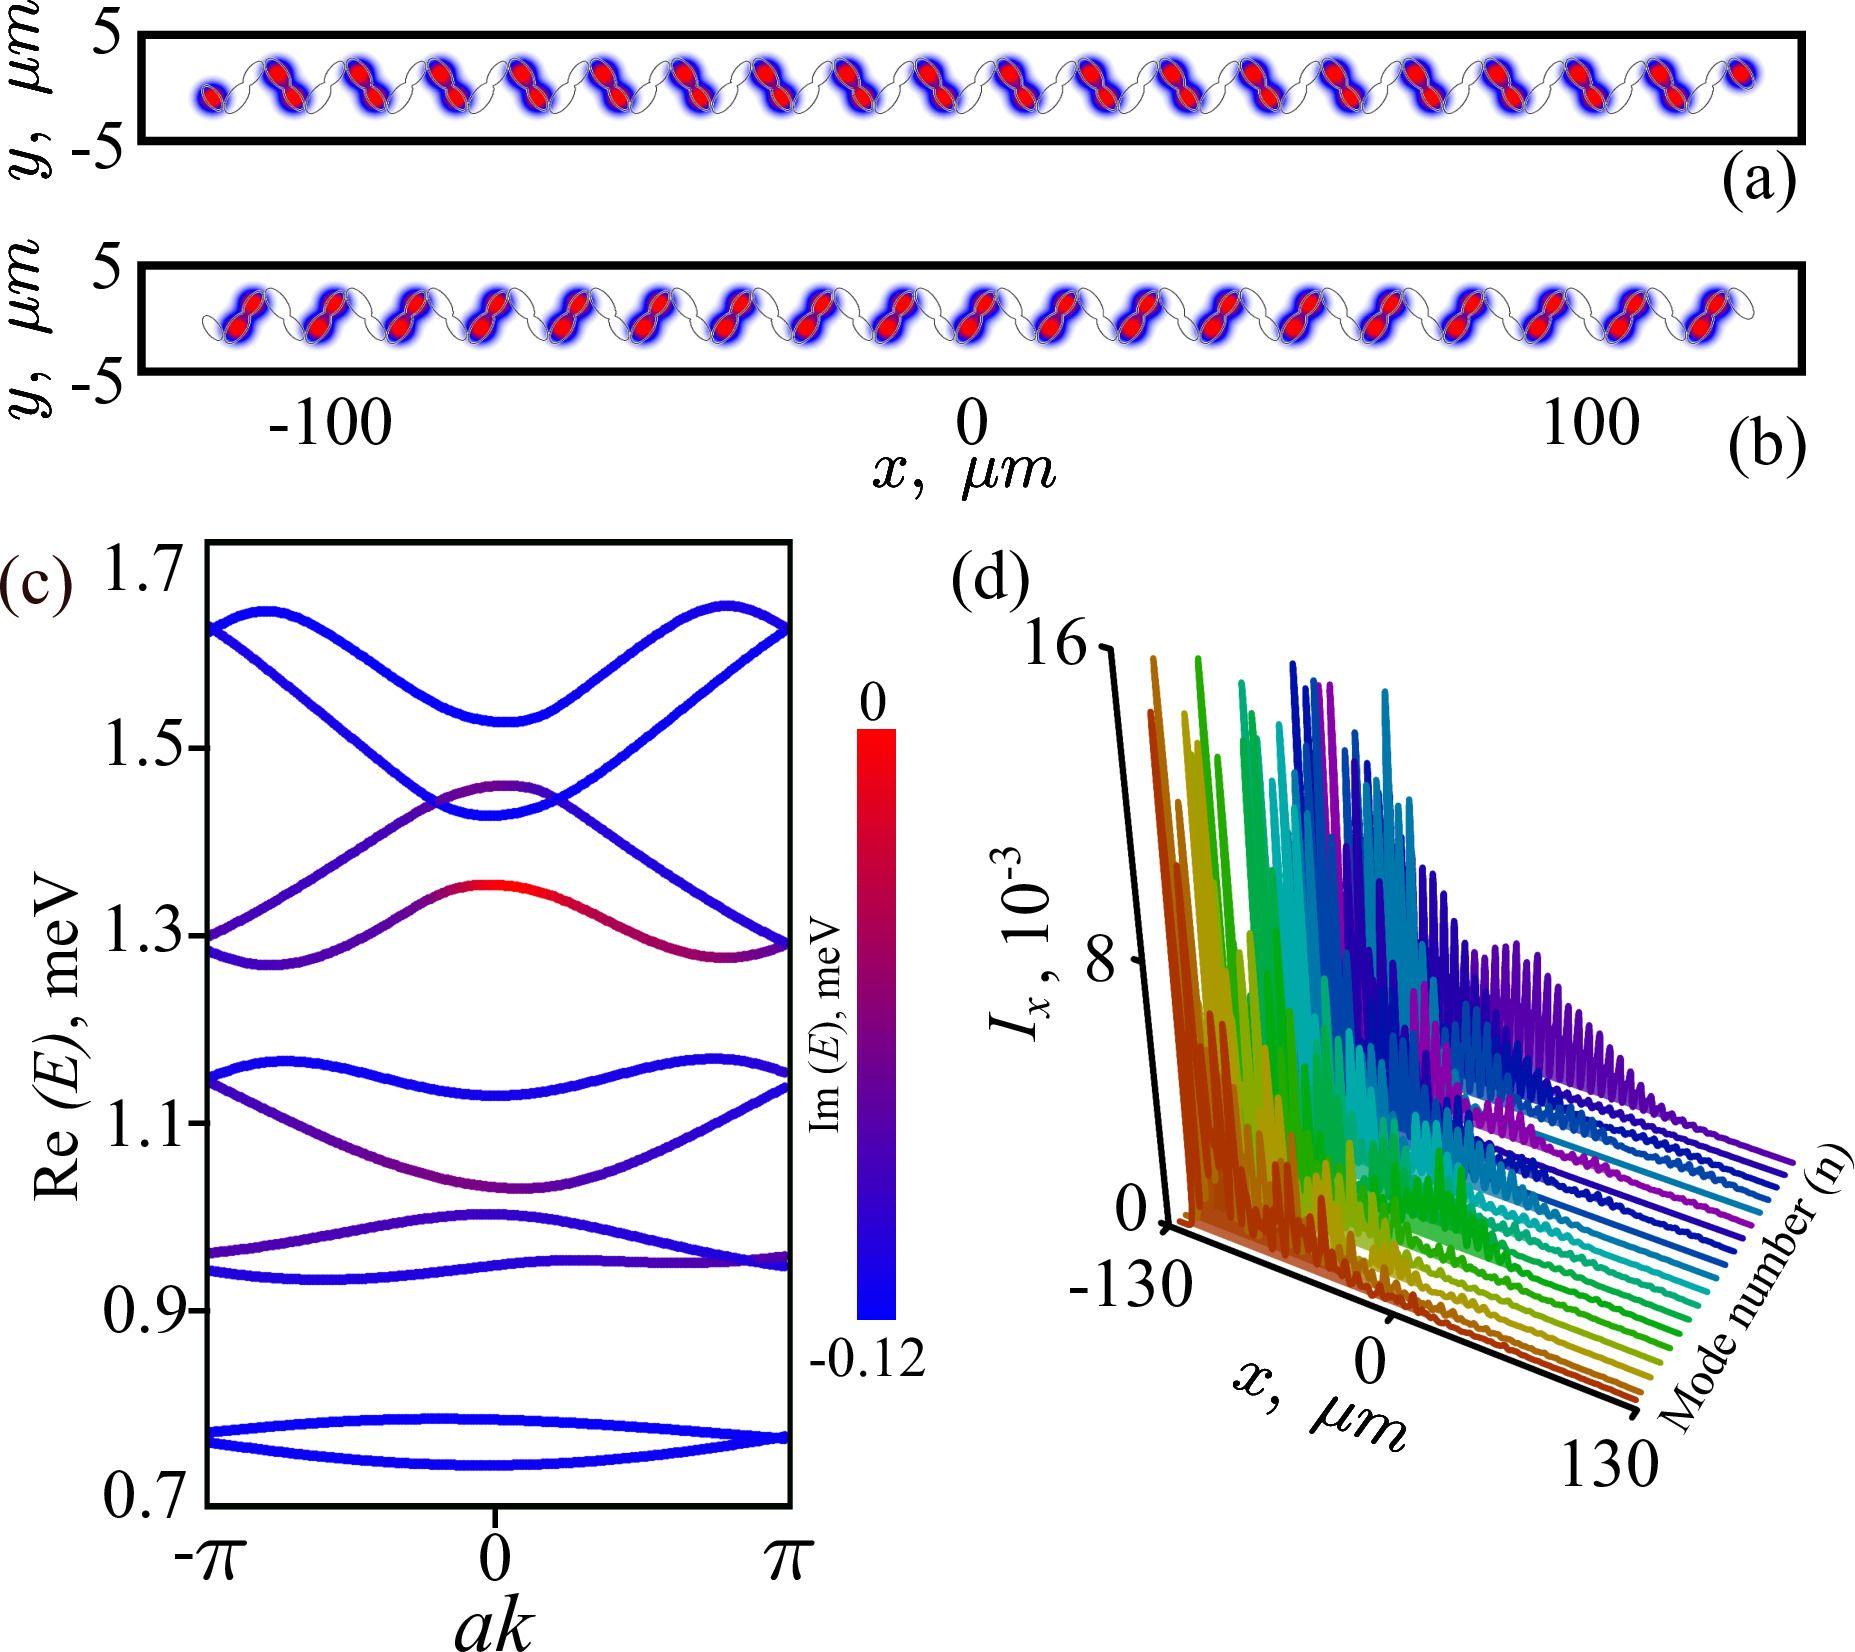 5
y, μm
-5
(a)
5
y, μm
-5
-100
0
100
x, μm
(b)
(c)
1.7
1.5
1.3
1.1
0.9
0.7
Re (E), meV
-π
0
π
ak
0
Im (E), meV
-0.12
(d)
16
8
0
Iₓ, 10⁻³
-130
0
130
x, μm
Mode number (n)